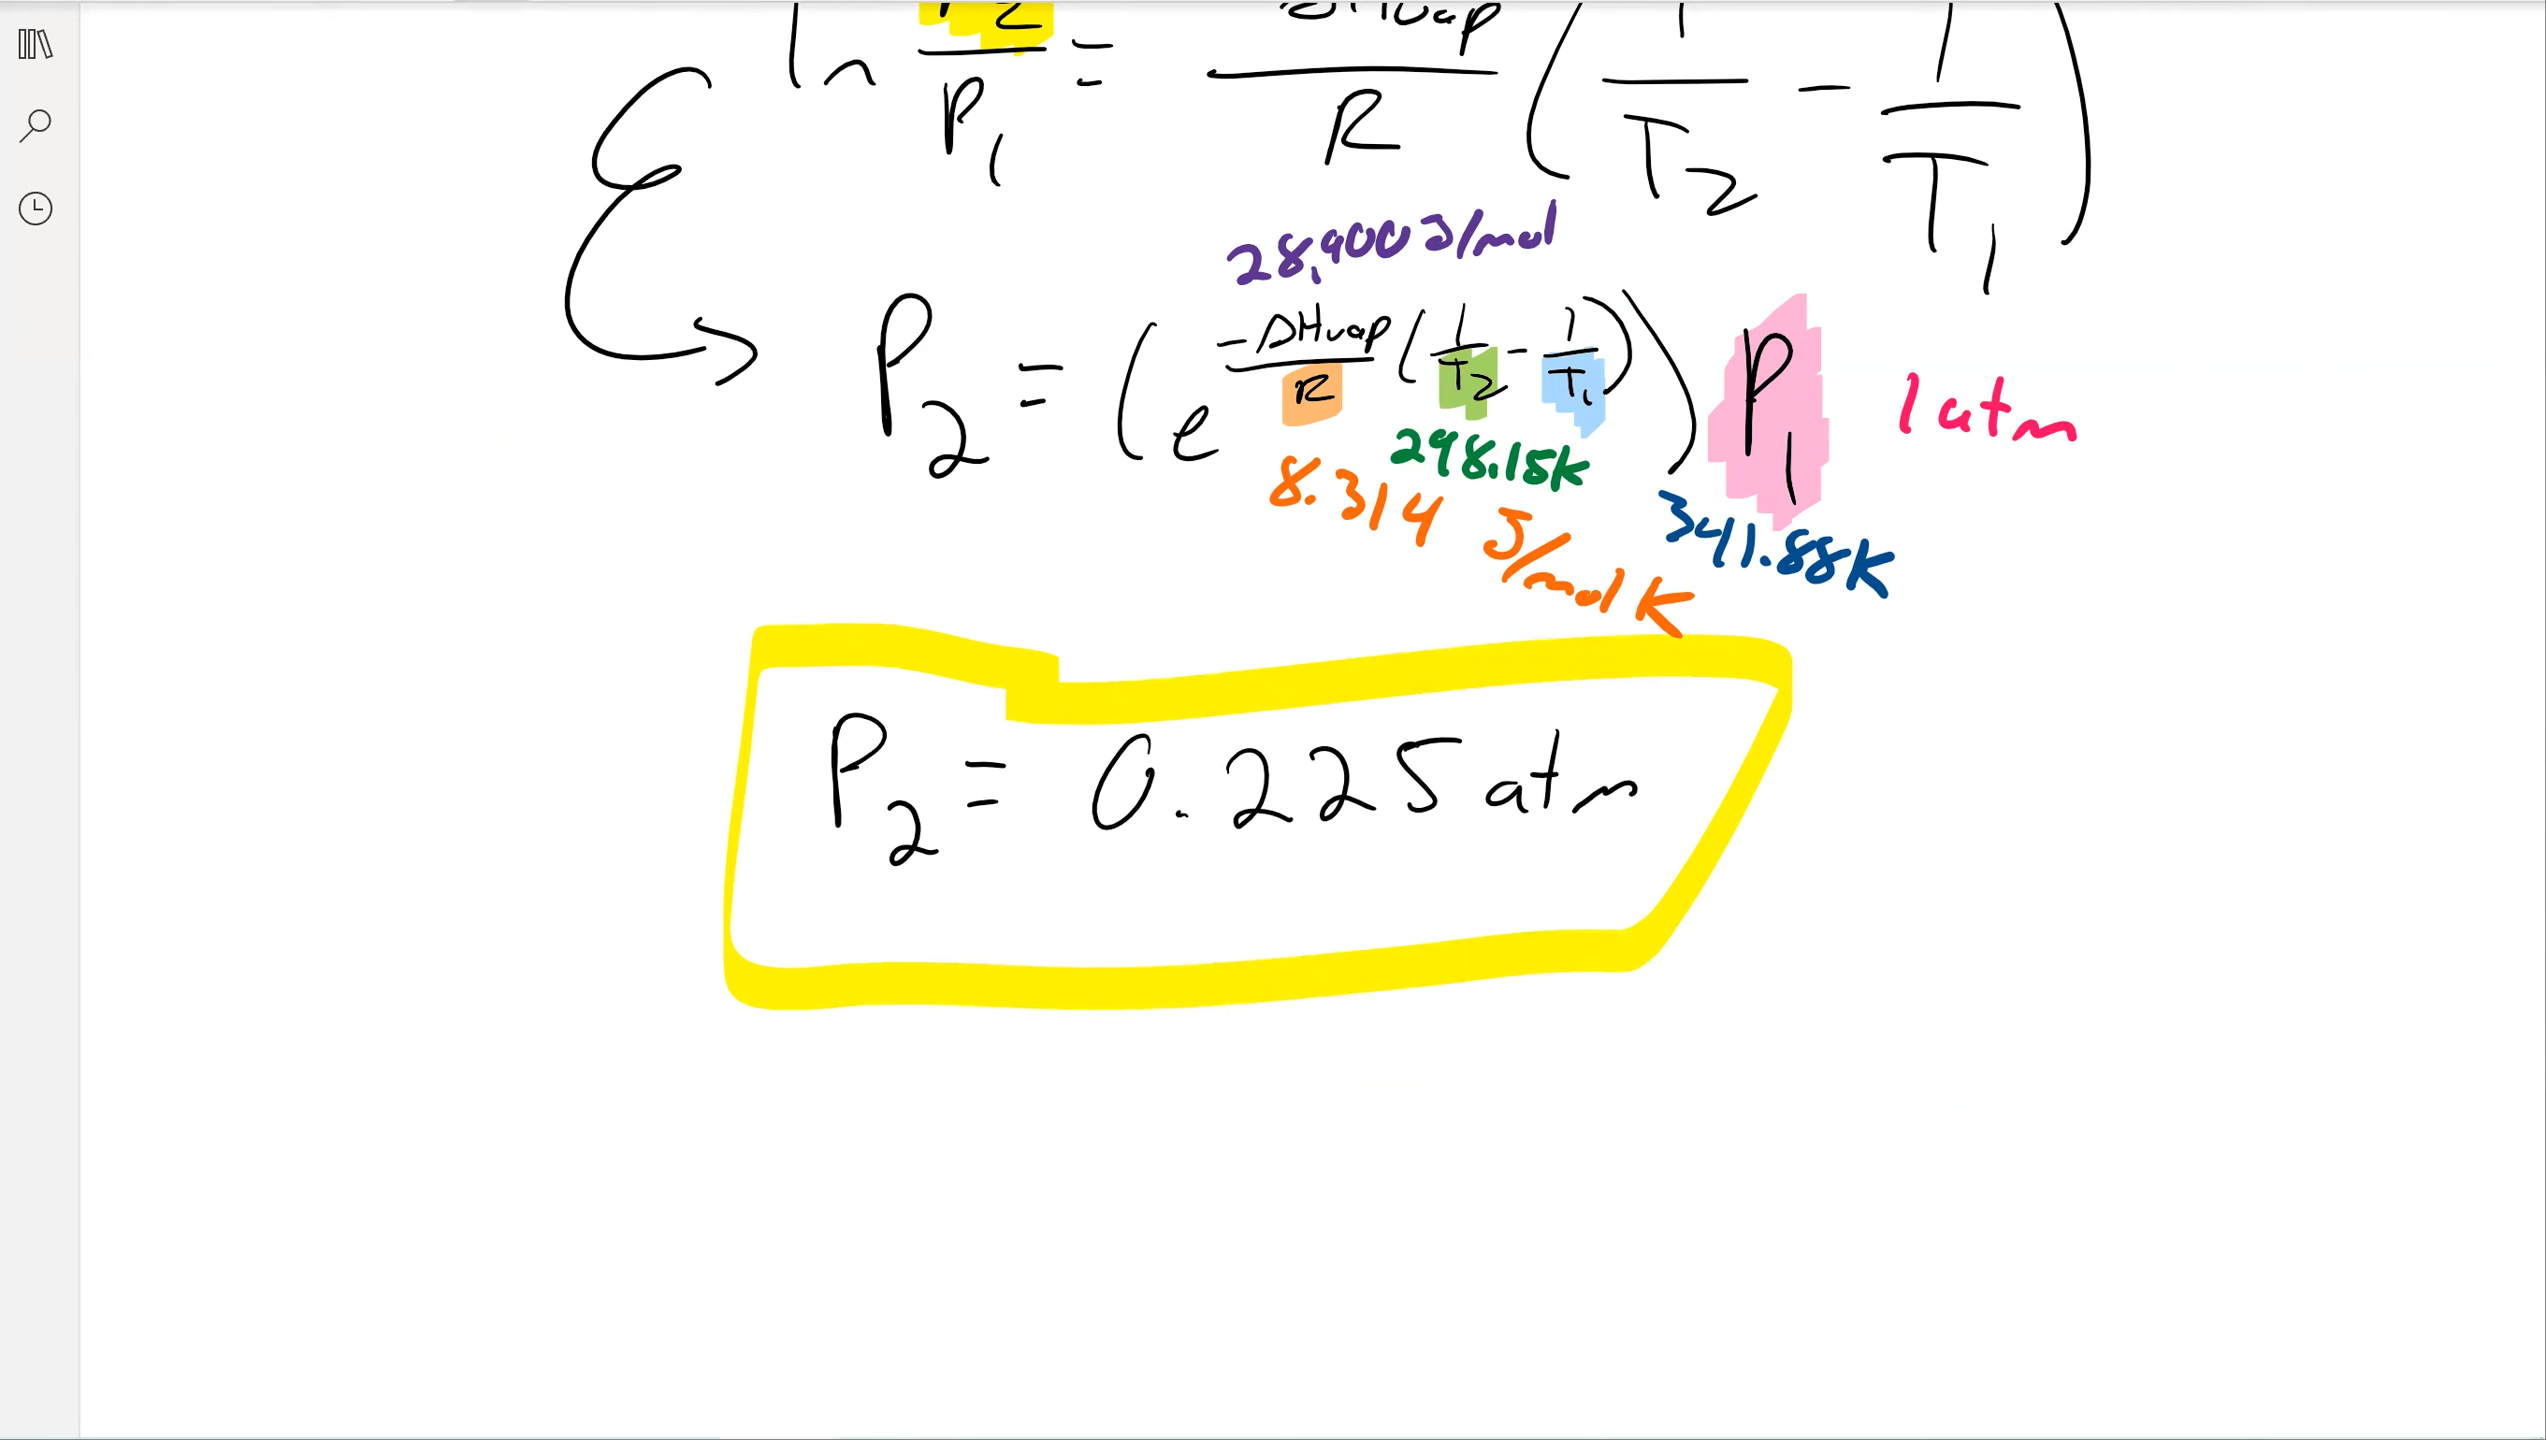 ln P2/P1 = -ΔHvap/R (1/T2 - 1/T1)
28,900 J/mol
P2 = (e^(-ΔHvap/R (1/T2 - 1/T1))) P1 1 atm
298.15K
8.314 J/mol K
341.88K
P2 = 0.225 atm